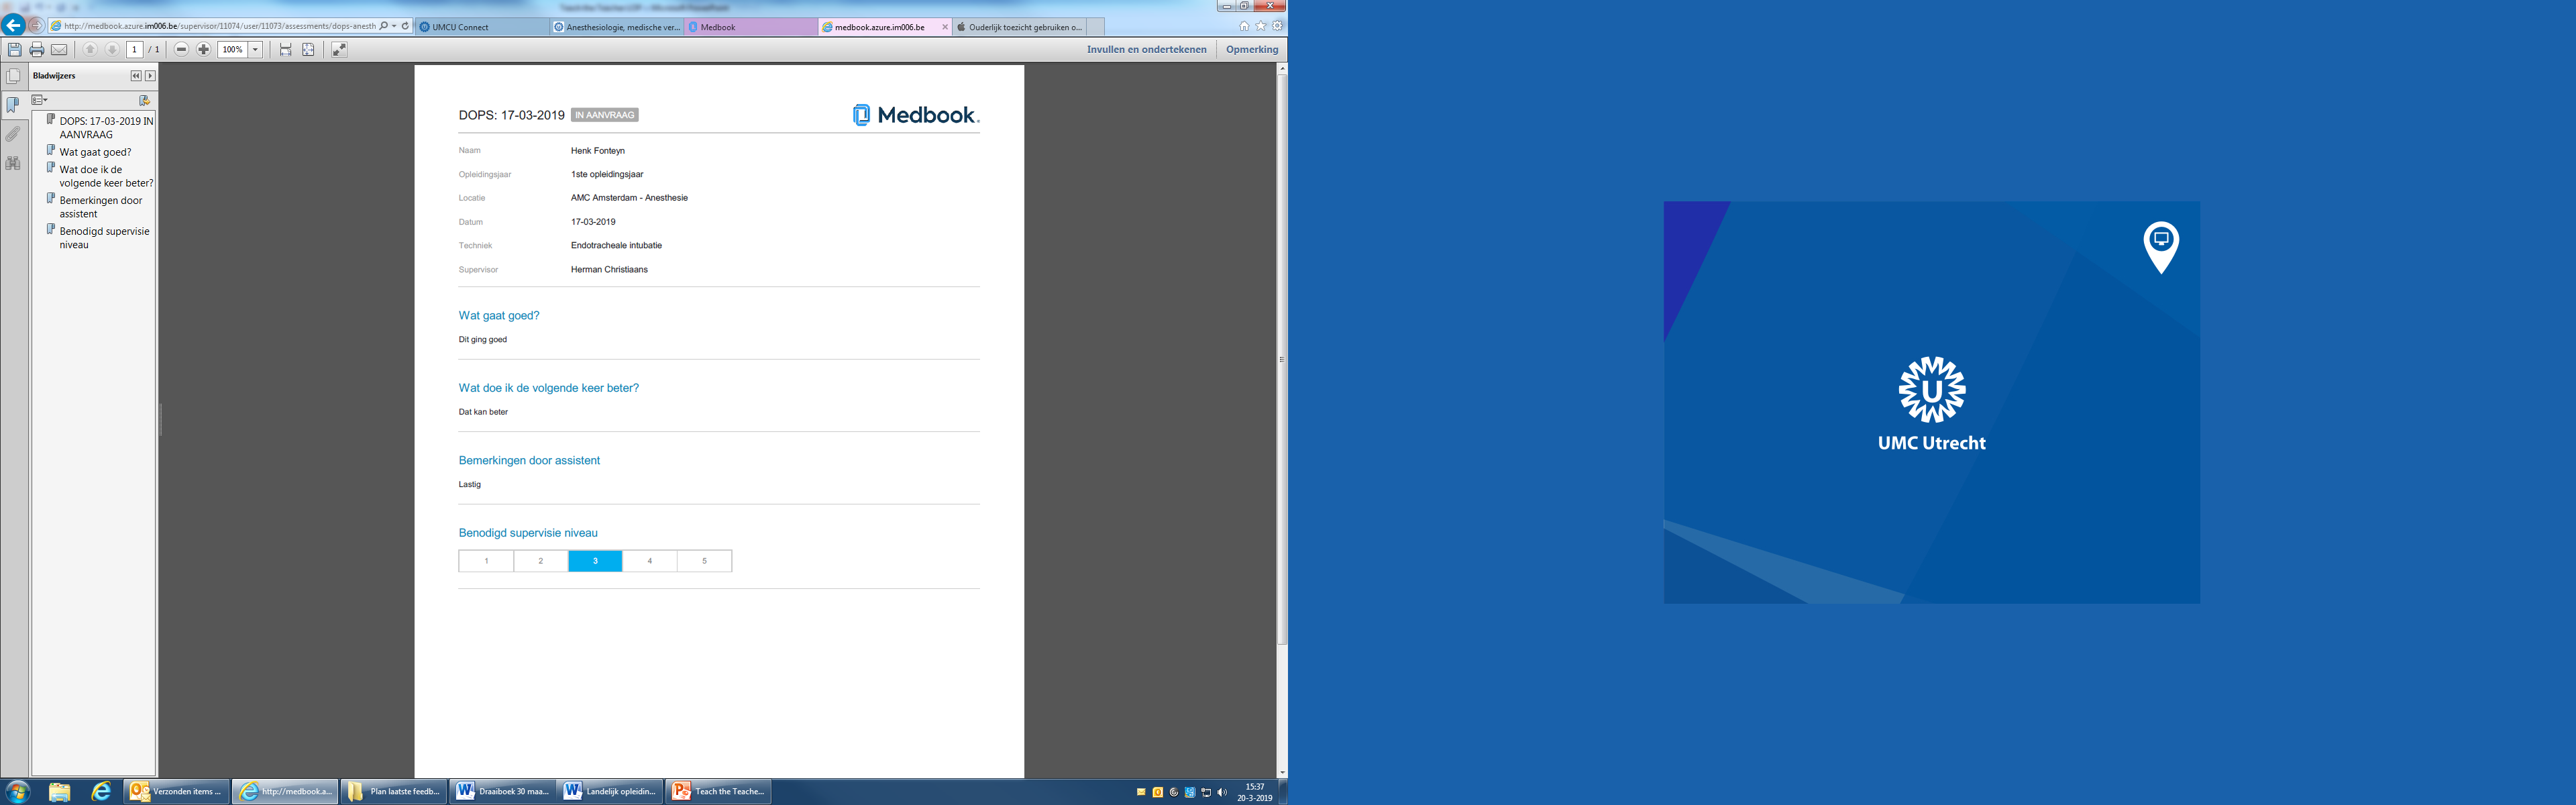 Teach the Teachers LOP - Microsoft PowerPoint
http://medbook.azure.im006.be/supervisor/11074/user/11073/assessments/dops-anesth
UMCU Connect
Anesthesiologie, medische ver...
Medbook
medbook.azure.im006.be
Ouderlijk toezicht gebruiken o...
1 / 1
100%
Invullen en ondertekenen
Opmerking
Bladwijzers
DOPS: 17-03-2019 IN
AANVRAAG
Wat gaat goed?
Wat doe ik de
volgende keer beter?
Bemerkingen door
assistent
Benodigd supervisie
niveau
DOPS: 17-03-2019 IN AANVRAAG
Medbook.
Naam Henk Fonteyn
Opleidingsjaar 1ste opleidingsjaar
Locatie AMC Amsterdam - Anesthesie
Datum 17-03-2019
Techniek Endotracheale intubatie
Supervisor Herman Christiaans
Wat gaat goed?
Dit ging goed
Wat doe ik de volgende keer beter?
Dat kan beter
Bemerkingen door assistent
Lastig
Benodigd supervisie niveau
1 2 3 4 5
U
UMC Utrecht
Verzonden items ...
http://medbook.a...
Plan laatste feedb...
Draaiboek 30 maa...
Landelijk opleidin...
Teach the Teache...
15:37
20-3-2019